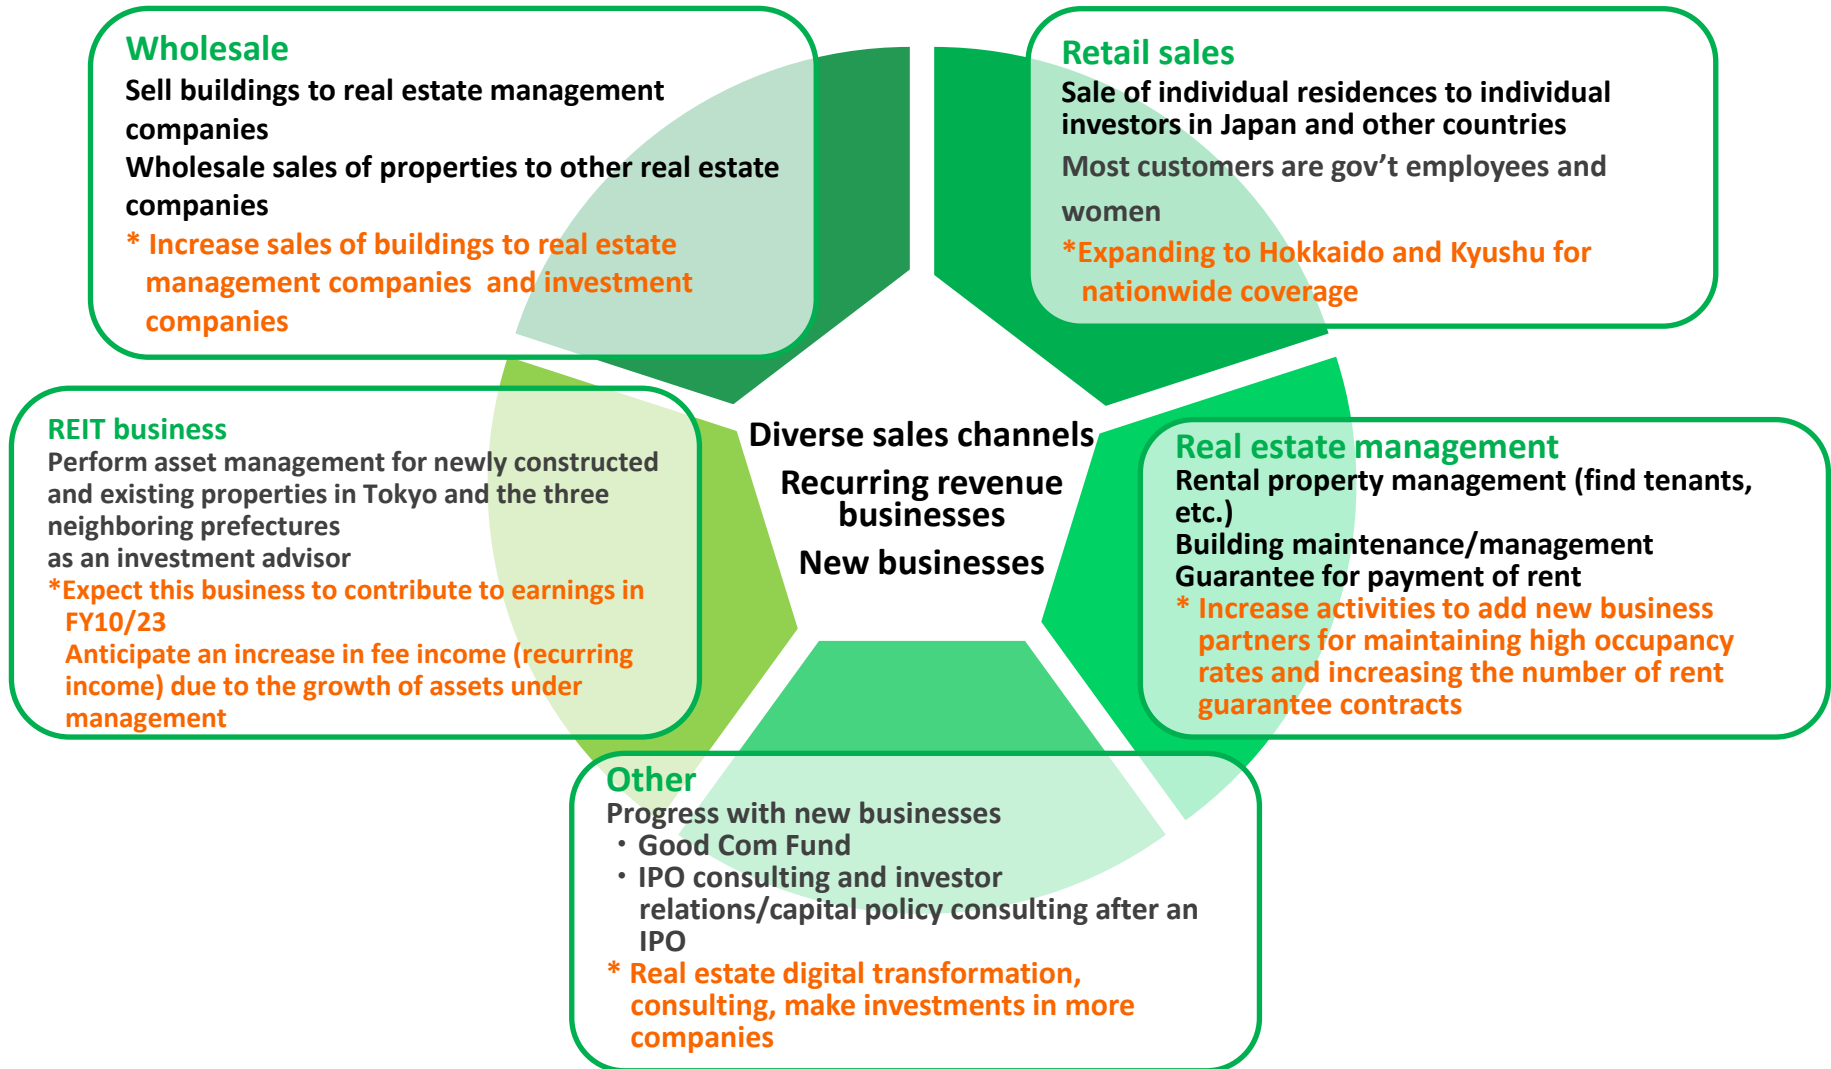 Wholesale
Sell buildings to real estate management
companies
Wholesale sales of properties to other real estate
companies
* Increase sales of buildings to real estate
management companies  and investment
companies
Retail sales
Sale of individual residences to individual
investors in Japan and other countries
Most customers are gov’t employees and
women
*Expanding to Hokkaido and Kyushu for
nationwide coverage
REIT business
Perform asset management for newly constructed
and existing properties in Tokyo and the three
neighboring prefectures
as an investment advisor
*Expect this business to contribute to earnings in
FY10/23
Anticipate an increase in fee income (recurring
income) due to the growth of assets under
management
Diverse sales channels
Recurring revenue
businesses
New businesses
Real estate management
Rental property management (find tenants,
etc.)
Building maintenance/management
Guarantee for payment of rent
* Increase activities to add new business
partners for maintaining high occupancy
rates and increasing the number of rent
guarantee contracts
Other
Progress with new businesses
・Good Com Fund
・IPO consulting and investor
relations/capital policy consulting after an
IPO
* Real estate digital transformation,
consulting, make investments in more
companies